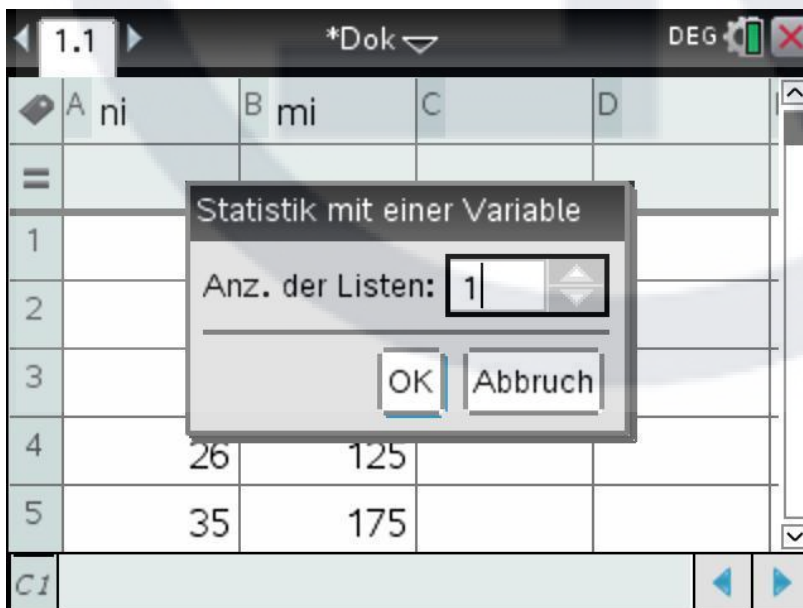 1.1 *Dok DEG
A ni B mi C D
=
Statistik mit einer Variable
1
Anz. der Listen: 1
2
3
OK Abbruch
4 26 125
5 35 175
C1